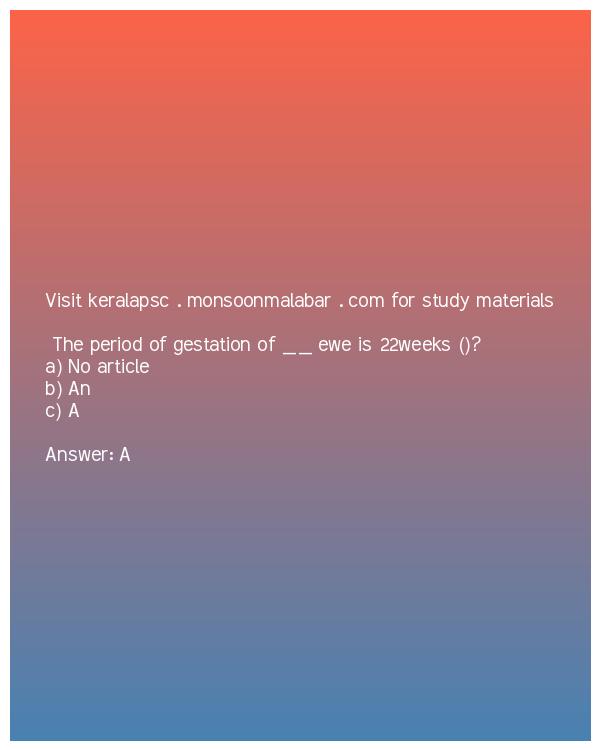 Visit keralapsc . monsoonmalabar . com for study materials
The period of gestation of __ ewe is 22weeks ()?
a) No article
b) An
c) A
Answer: A